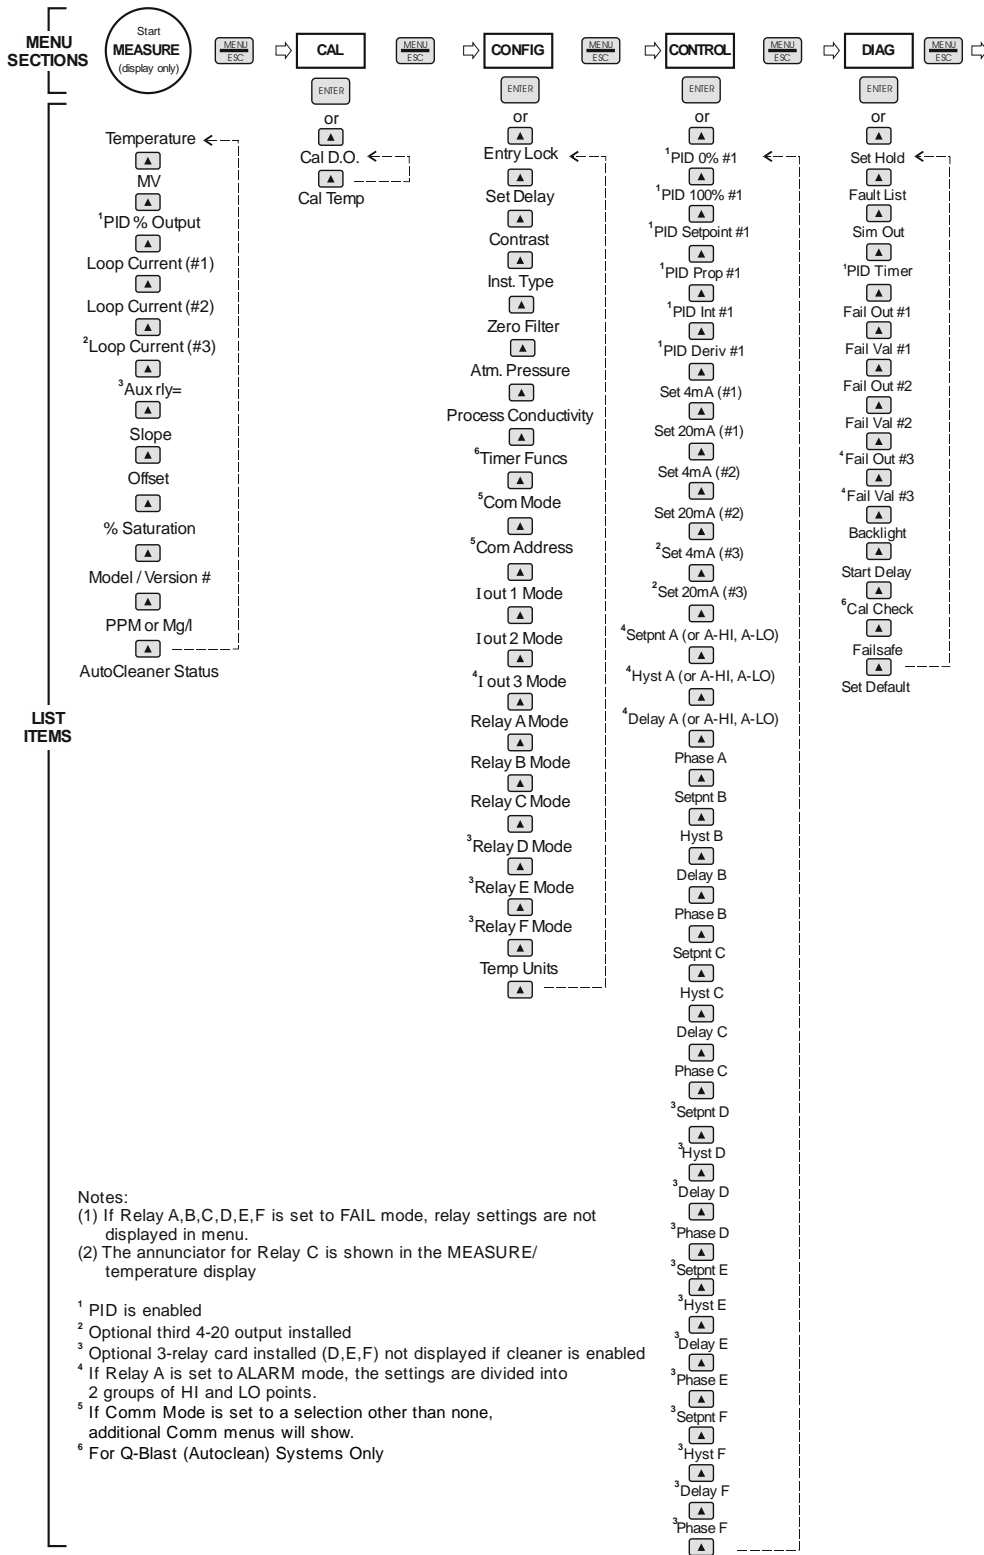 MENU
SECTIONS
Start
MEASURE
(display only)
MENU
ESC
CAL
MENU
ESC
CONFIG
MENU
ESC
CONTROL
MENU
ESC
DIAG
MENU
ESC
ENTER
ENTER
ENTER
ENTER
LIST
ITEMS
Temperature
MV
¹PID % Output
Loop Current (#1)
Loop Current (#2)
²Loop Current (#3)
³Aux rly=
Slope
Offset
% Saturation
Model / Version #
PPM or Mg/l
AutoCleaner Status
or
Cal D.O.
Cal Temp
or
Entry Lock
Set Delay
Contrast
Inst. Type
Zero Filter
Atm. Pressure
Process Conductivity
⁶Timer Funcs
⁵Com Mode
⁵Com Address
I out 1 Mode
I out 2 Mode
⁴I out 3 Mode
Relay A Mode
Relay B Mode
Relay C Mode
³Relay D Mode
³Relay E Mode
³Relay F Mode
Temp Units
or
¹PID 0% #1
¹PID 100% #1
¹PID Setpoint #1
¹PID Prop #1
¹PID Int #1
¹PID Deriv #1
Set 4mA (#1)
Set 20mA (#1)
Set 4mA (#2)
Set 20mA (#2)
²Set 4mA (#3)
²Set 20mA (#3)
⁴Setpnt A (or A-HI, A-LO)
⁴Hyst A (or A-HI, A-LO)
⁴Delay A (or A-HI, A-LO)
Phase A
Setpnt B
Hyst B
Delay B
Phase B
Setpnt C
Hyst C
Delay C
Phase C
³Setpnt D
³Hyst D
³Delay D
³Phase D
³Setpnt E
³Hyst E
³Delay E
³Phase E
³Setpnt F
³Hyst F
³Delay F
³Phase F
or
Set Hold
Fault List
Sim Out
¹PID Timer
Fail Out #1
Fail Val #1
Fail Out #2
Fail Val #2
⁴Fail Out #3
⁴Fail Val #3
Backlight
Start Delay
⁶Cal Check
Failsafe
Set Default
Notes:
(1) If Relay A,B,C,D,E,F is set to FAIL mode, relay settings are not
displayed in menu.
(2) The annunciator for Relay C is shown in the MEASURE/
temperature display
¹ PID is enabled
² Optional third 4-20 output installed
³ Optional 3-relay card installed (D,E,F) not displayed if cleaner is enabled
⁴ If Relay A is set to ALARM mode, the settings are divided into
2 groups of HI and LO points.
⁵ If Comm Mode is set to a selection other than none,
additional Comm menus will show.
⁶ For Q-Blast (Autoclean) Systems Only